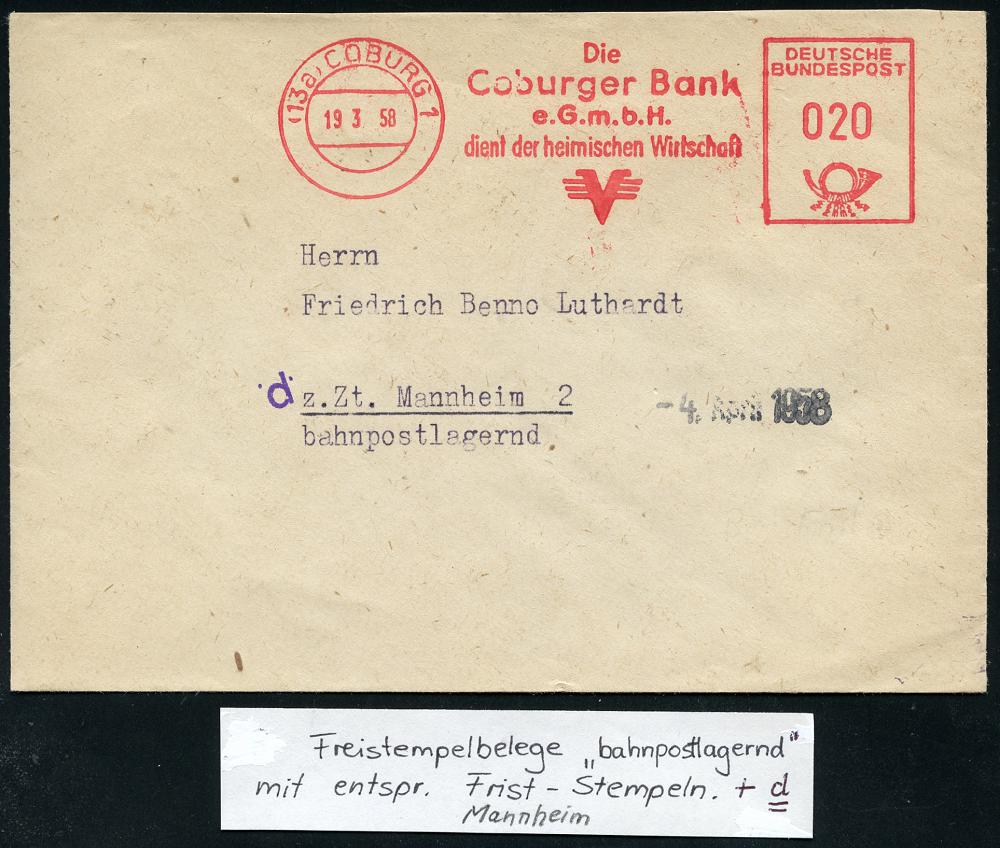 (13a) COBURG 1
19 3 58
Die
Coburger Bank
e.G.m.b.H.
dient der heimischen Wirtschaft
DEUTSCHE
BUNDESPOST
020
Herrn
Friedrich Benno Luthardt
d z.Zt. Mannheim 2
- 4. April 1958
bahnpostlagernd
Freistempelbelege „bahnpostlagernd"
mit entspr. Frist - Stempeln. + d
Mannheim